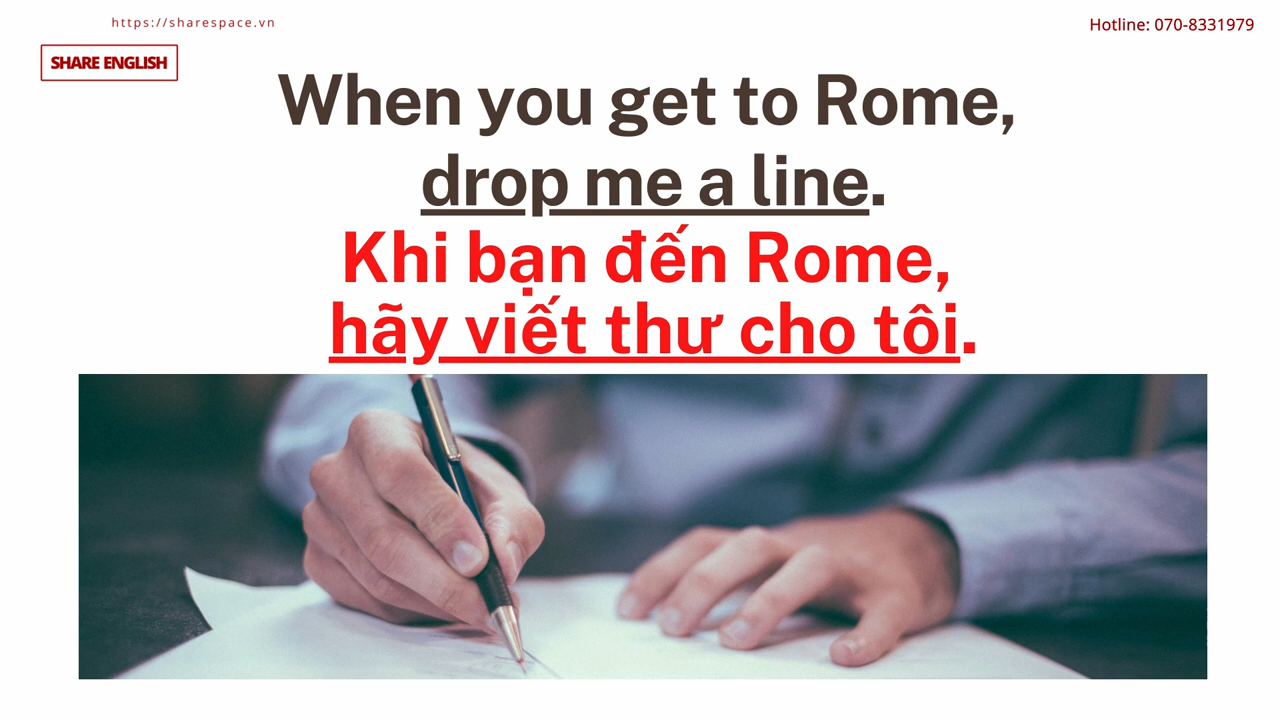 https://sharespace.vn
Hotline: 070-8331979
SHARE ENGLISH
When you get to Rome,
drop me a line.
Khi bạn đến Rome,
hãy viết thư cho tôi.